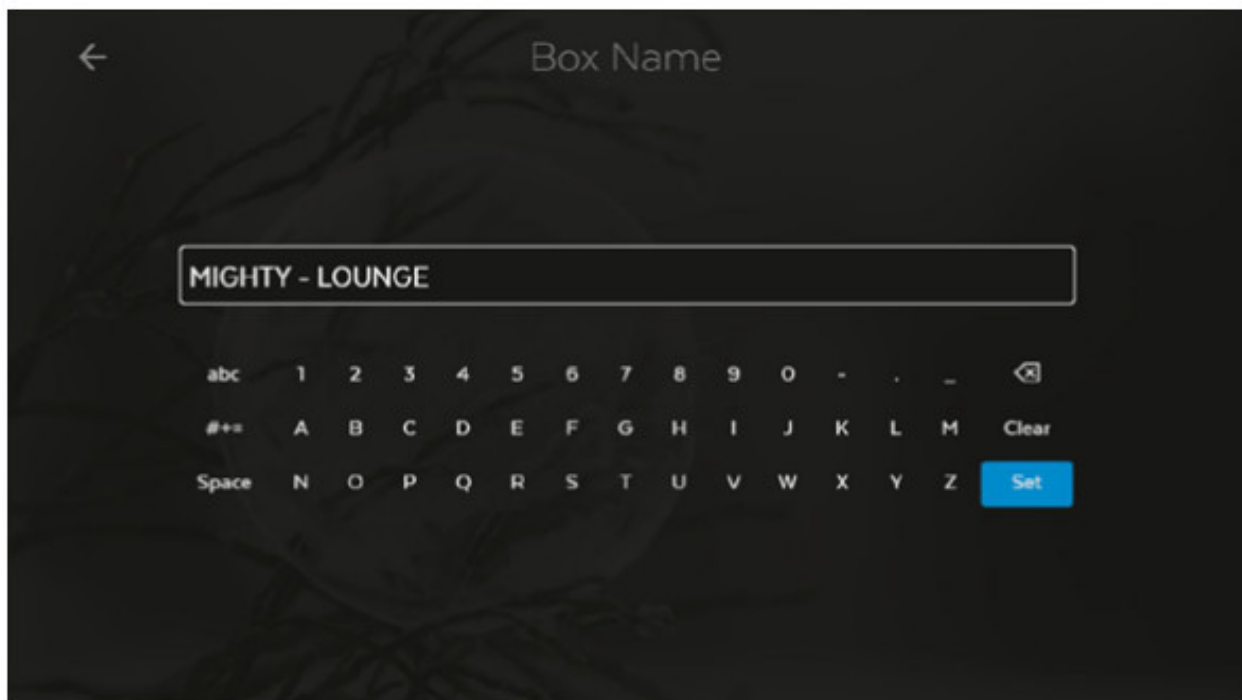 Box Name
MIGHTY - LOUNGE
abc 1 2 3 4 5 6 7 8 9 0 - . _
#+= A B C D E F G H I J K L M Clear
Space N O P Q R S T U V W X Y Z Set